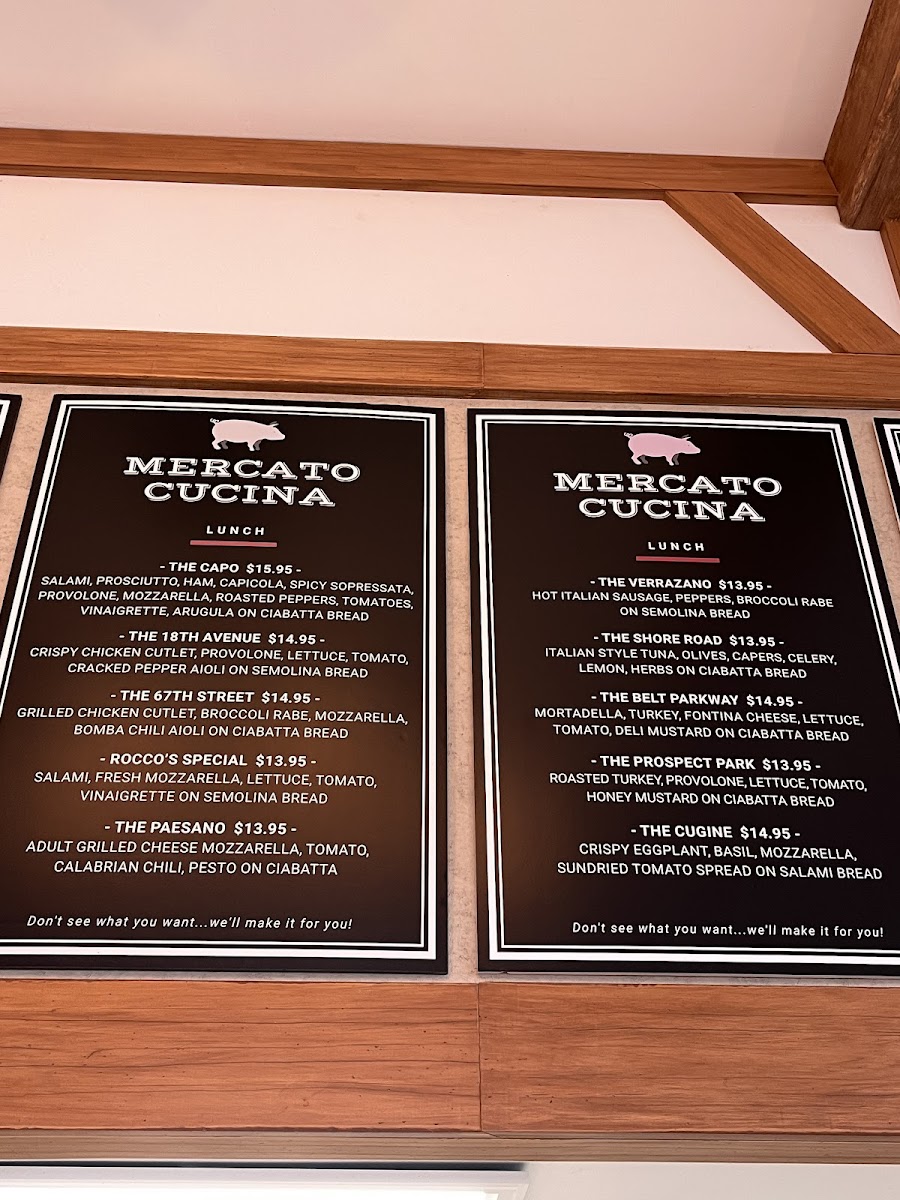 MERCATO
CUCINA
LUNCH
- THE CAPO $15.95 -
SALAMI, PROSCIUTTO, HAM, CAPICOLA, SPICY SOPRESSATA,
PROVOLONE, MOZZARELLA, ROASTED PEPPERS, TOMATOES,
VINAIGRETTE, ARUGULA ON CIABATTA BREAD
- THE 18TH AVENUE $14.95 -
CRISPY CHICKEN CUTLET, PROVOLONE, LETTUCE, TOMATO,
CRACKED PEPPER AIOLI ON SEMOLINA BREAD
- THE 67TH STREET $14.95 -
GRILLED CHICKEN CUTLET, BROCCOLI RABE, MOZZARELLA,
BOMBA CHILI AIOLI ON CIABATTA BREAD
- ROCCO'S SPECIAL $13.95 -
SALAMI, FRESH MOZZARELLA, LETTUCE, TOMATO,
VINAIGRETTE ON SEMOLINA BREAD
- THE PAESANO $13.95 -
ADULT GRILLED CHEESE MOZZARELLA, TOMATO,
CALABRIAN CHILI, PESTO ON CIABATTA
Don't see what you want...we'll make it for you!
MERCATO
CUCINA
LUNCH
- THE VERRAZANO $13.95 -
HOT ITALIAN SAUSAGE, PEPPERS, BROCCOLI RABE
ON SEMOLINA BREAD
- THE SHORE ROAD $13.95 -
ITALIAN STYLE TUNA, OLIVES, CAPERS, CELERY,
LEMON, HERBS ON CIABATTA BREAD
- THE BELT PARKWAY $14.95 -
MORTADELLA, TURKEY, FONTINA CHEESE, LETTUCE,
TOMATO, DELI MUSTARD ON CIABATTA BREAD
- THE PROSPECT PARK $13.95 -
ROASTED TURKEY, PROVOLONE, LETTUCE, TOMATO,
HONEY MUSTARD ON CIABATTA BREAD
- THE CUGINE $14.95 -
CRISPY EGGPLANT, BASIL, MOZZARELLA,
SUNDRIED TOMATO SPREAD ON SALAMI BREAD
Don't see what you want...we'll make it for you!